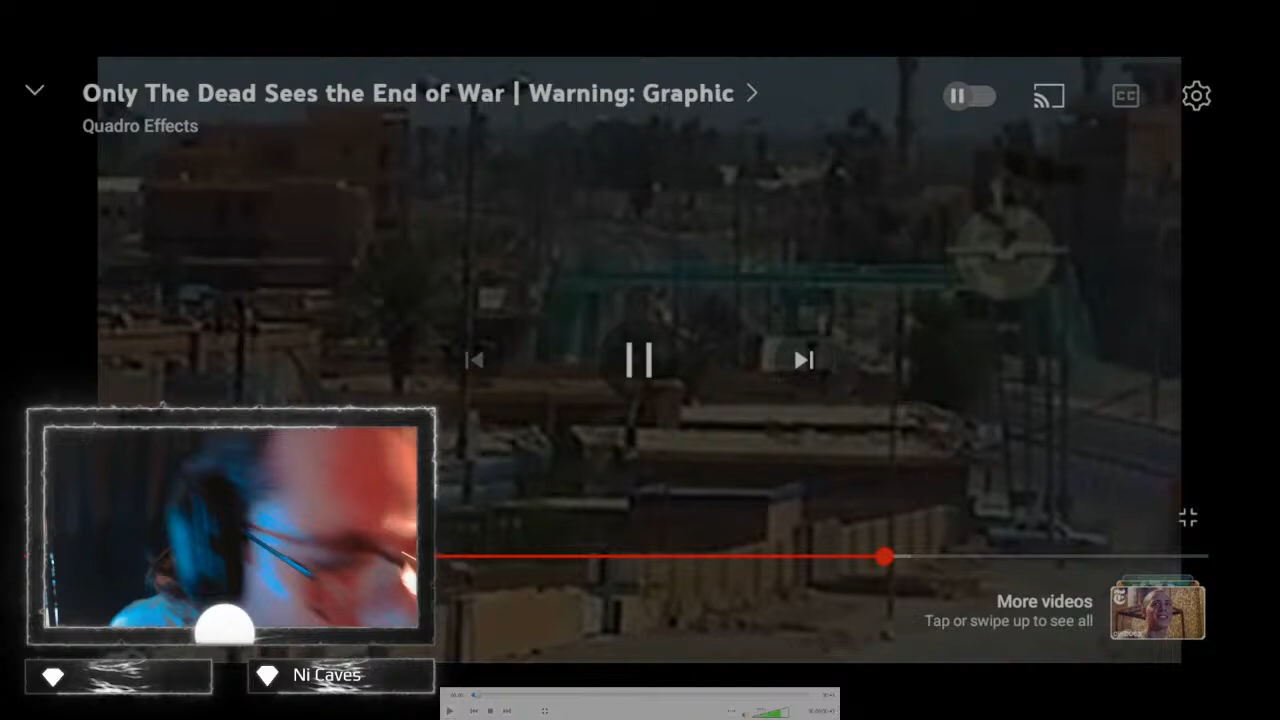 Only The Dead Sees the End of War | Warning: Graphic
Quadro Effects
CC
More videos
Tap or swipe up to see all
Ni Caves